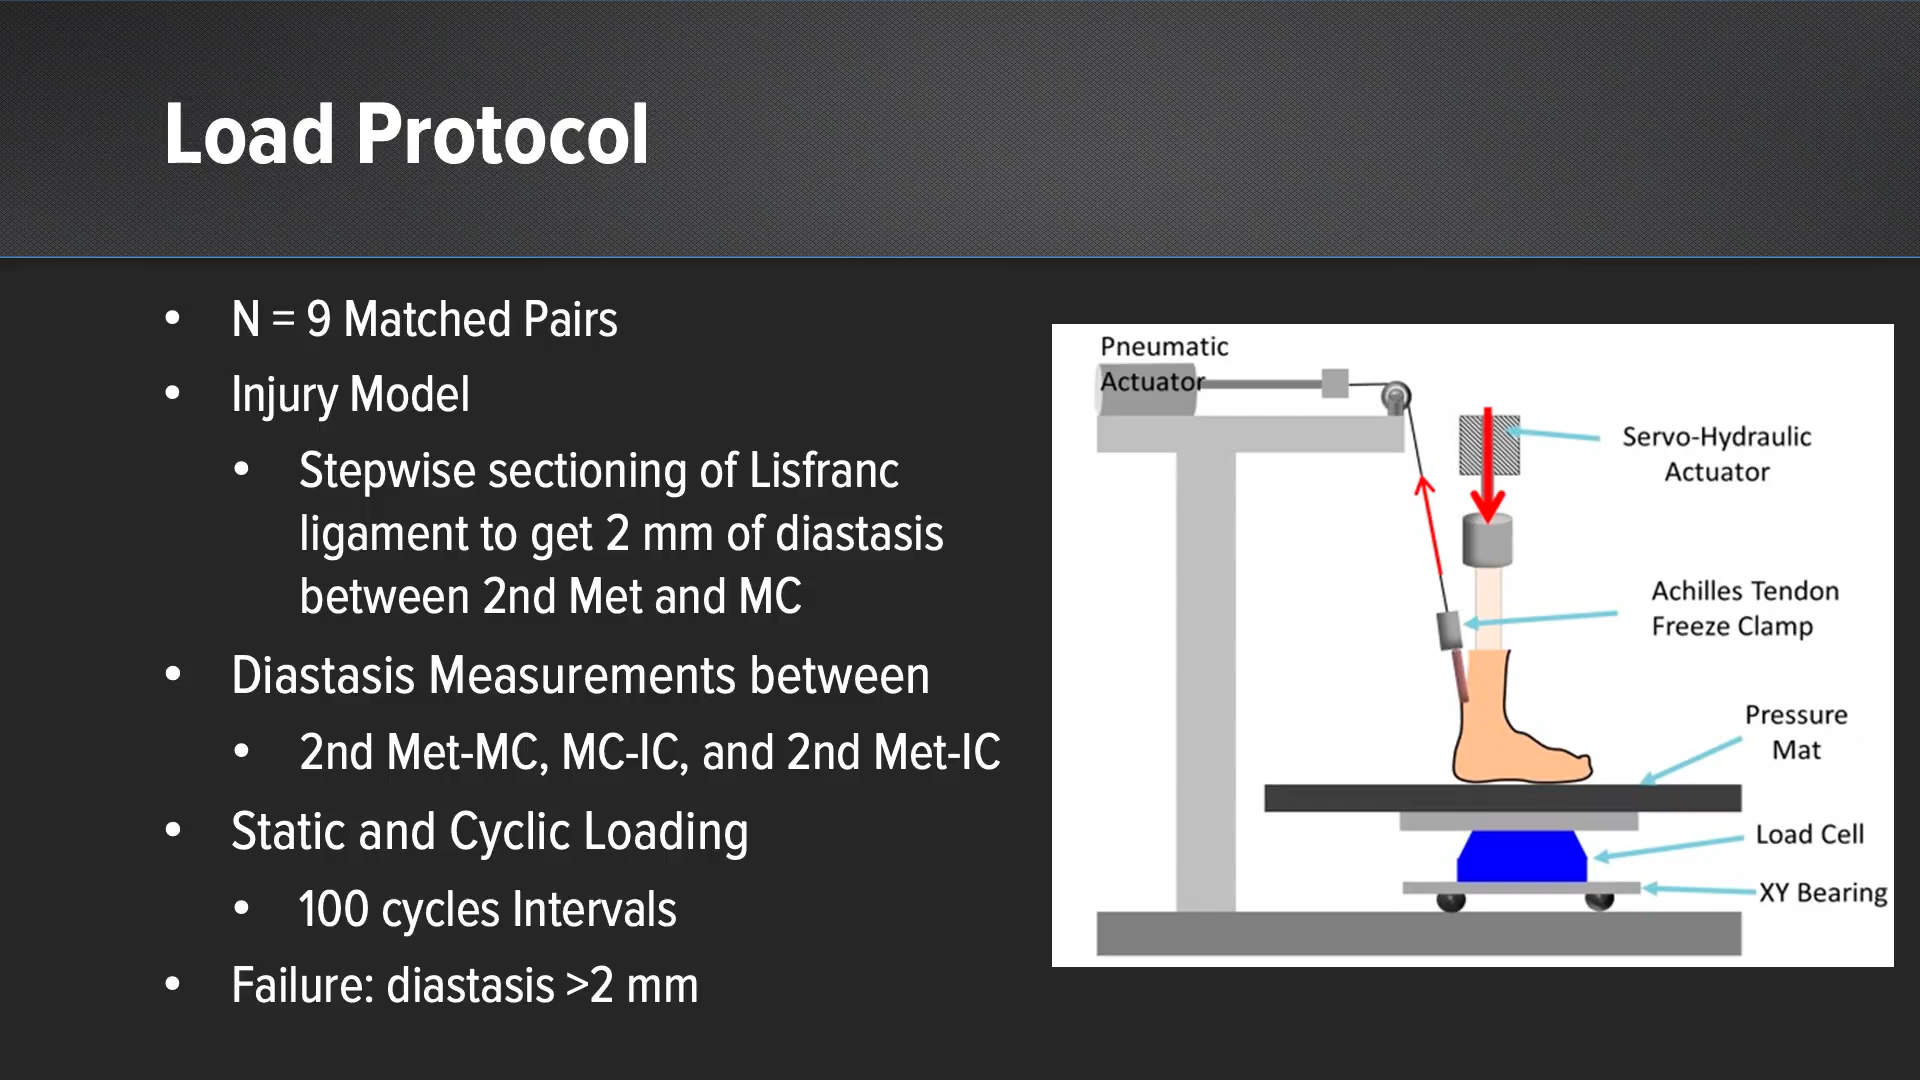 Load Protocol
• N = 9 Matched Pairs
• Injury Model
• Stepwise sectioning of Lisfranc
ligament to get 2 mm of diastasis
between 2nd Met and MC
• Diastasis Measurements between
• 2nd Met-MC, MC-IC, and 2nd Met-IC
• Static and Cyclic Loading
• 100 cycles Intervals
• Failure: diastasis >2 mm
Pneumatic
Actuator
Servo-Hydraulic
Actuator
Achilles Tendon
Freeze Clamp
Pressure
Mat
Load Cell
XY Bearing